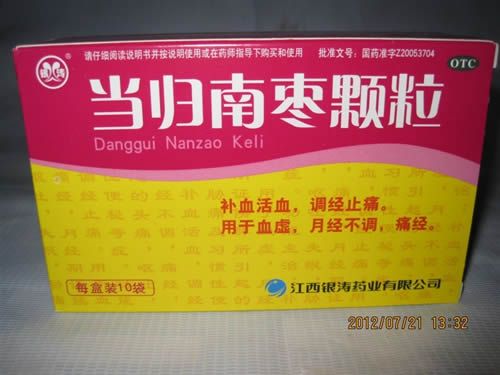 请仔细阅读说明书并按说明使用或在药师指导下购买和使用 批准文号：国药准字Z20053704
银涛
OTC
当归南枣颗粒
Danggui Nanzao Keli
补血活血，调经止痛。
用于血虚，月经不调，痛经。
每盒装10袋
江西银涛药业有限公司
2012/07/21 13:32